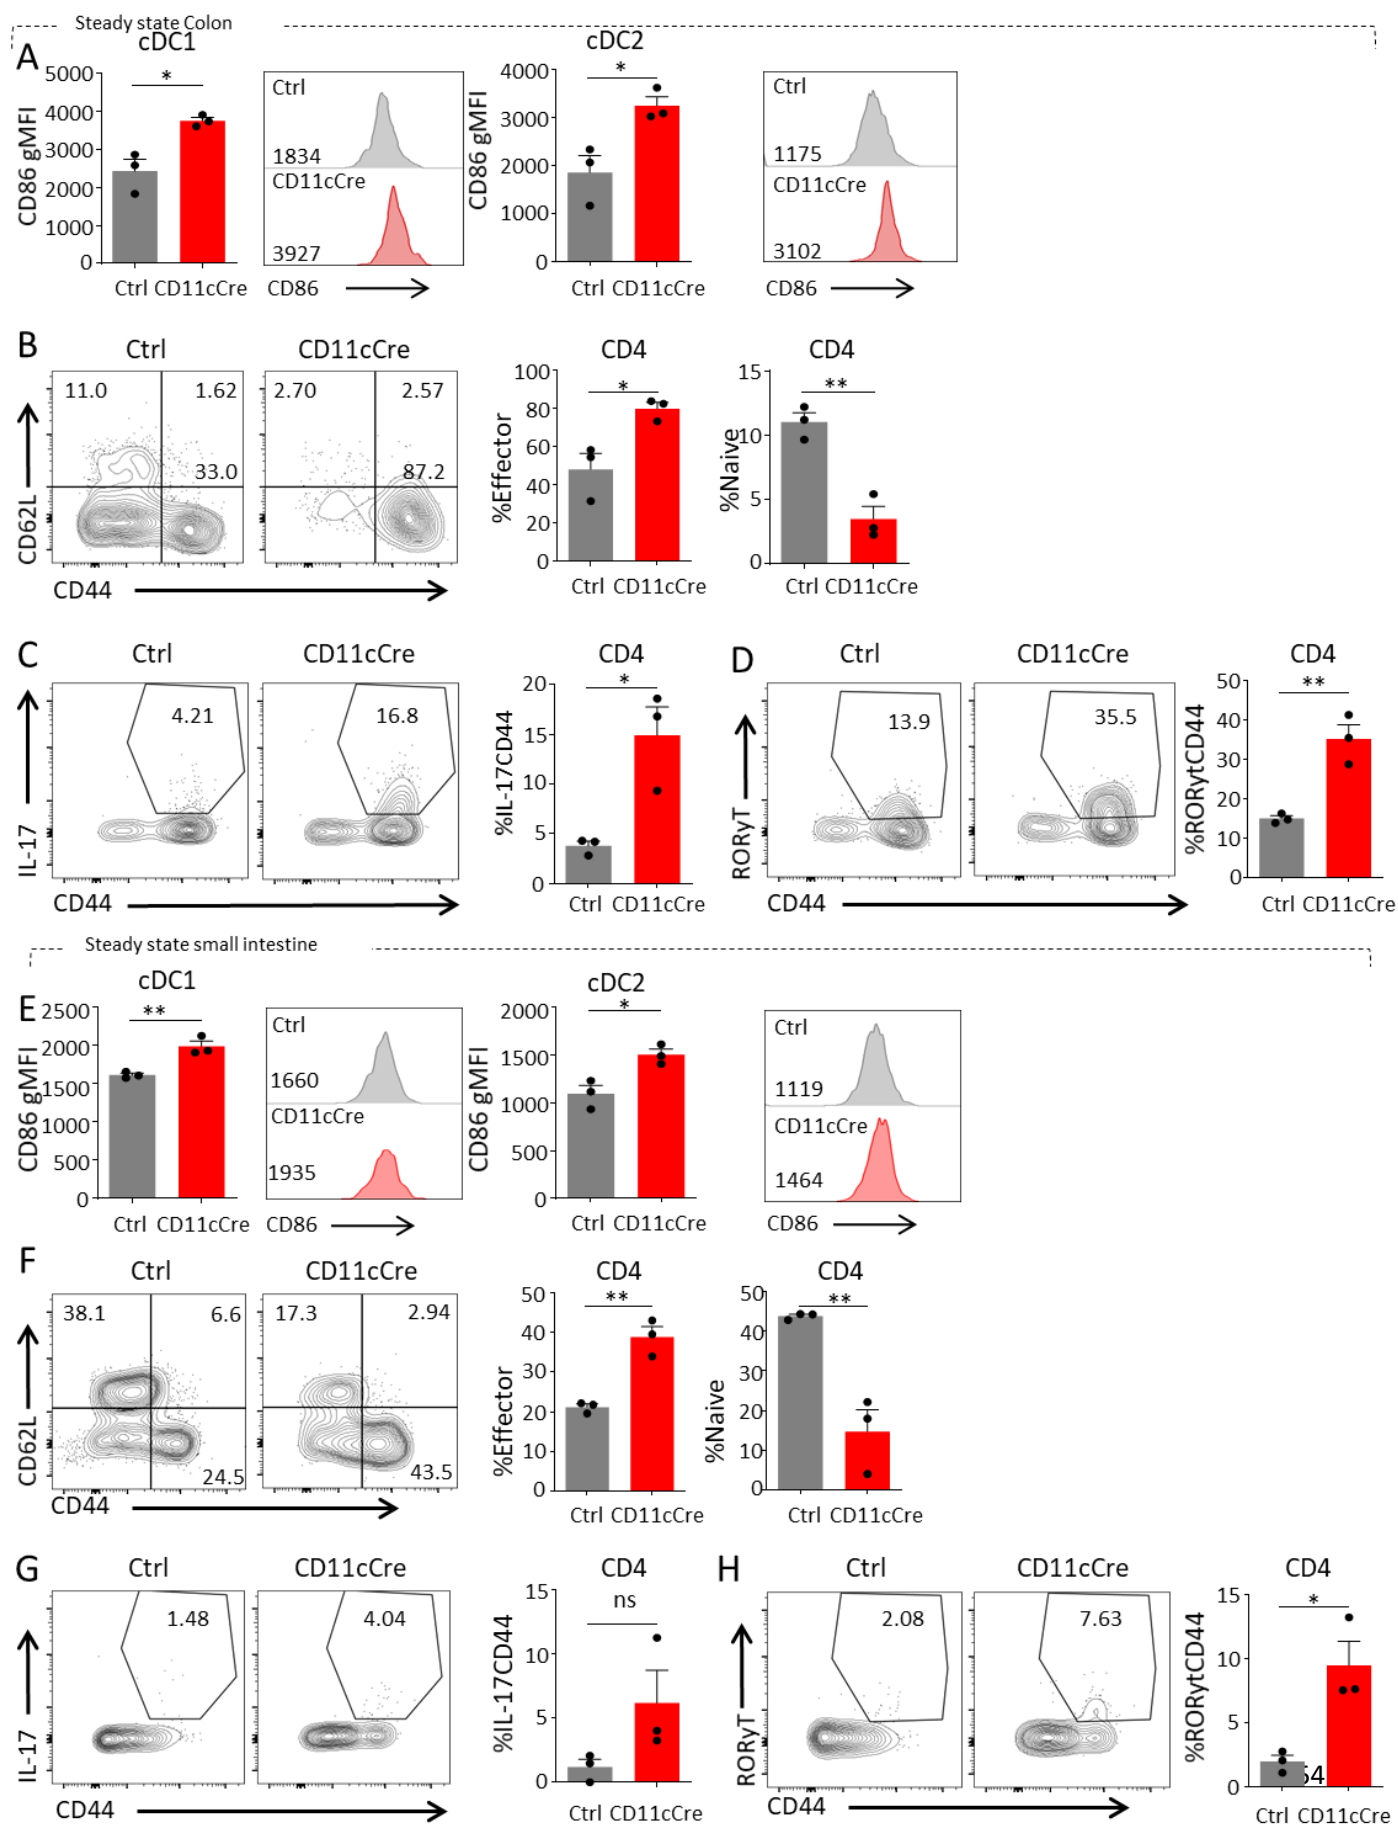 Steady state Colon
A
cDC1
CD86 gMFI
5000
4000
3000
2000
1000
0
*
Ctrl CD11cCre
Ctrl
1834
CD11cCre
3927
CD86
cDC2
CD86 gMFI
4000
3000
2000
1000
0
*
Ctrl CD11cCre
Ctrl
1175
CD11cCre
3102
CD86
B
Ctrl
11.0 1.62
33.0
CD11cCre
2.70 2.57
87.2
CD62L
CD44
CD4
%Effector
100
80
60
40
20
0
*
Ctrl CD11cCre
CD4
%Naive
15
10
5
0
**
Ctrl CD11cCre
C
Ctrl
4.21
CD11cCre
16.8
IL-17
CD44
CD4
%IL-17CD44
20
15
10
5
0
*
Ctrl CD11cCre
D
Ctrl
13.9
CD11cCre
35.5
RORyT
CD44
CD4
%RORytCD44
50
40
30
20
10
0
**
Ctrl CD11cCre
Steady state small intestine
E
cDC1
CD86 gMFI
2500
2000
1500
1000
500
0
**
Ctrl CD11cCre
Ctrl
1660
CD11cCre
1935
CD86
cDC2
CD86 gMFI
2000
1500
1000
500
0
*
Ctrl CD11cCre
Ctrl
1119
CD11cCre
1464
CD86
F
Ctrl
38.1 6.6
24.5
CD11cCre
17.3 2.94
43.5
CD62L
CD44
CD4
%Effector
50
40
30
20
10
0
**
Ctrl CD11cCre
CD4
%Naive
50
40
30
20
10
0
**
Ctrl CD11cCre
G
Ctrl
1.48
CD11cCre
4.04
IL-17
CD44
CD4
%IL-17CD44
15
10
5
0
ns
Ctrl CD11cCre
H
Ctrl
2.08
CD11cCre
7.63
RORyT
CD44
CD4
%RORytCD44
15
10
5
0
*
Ctrl CD11cCre
54